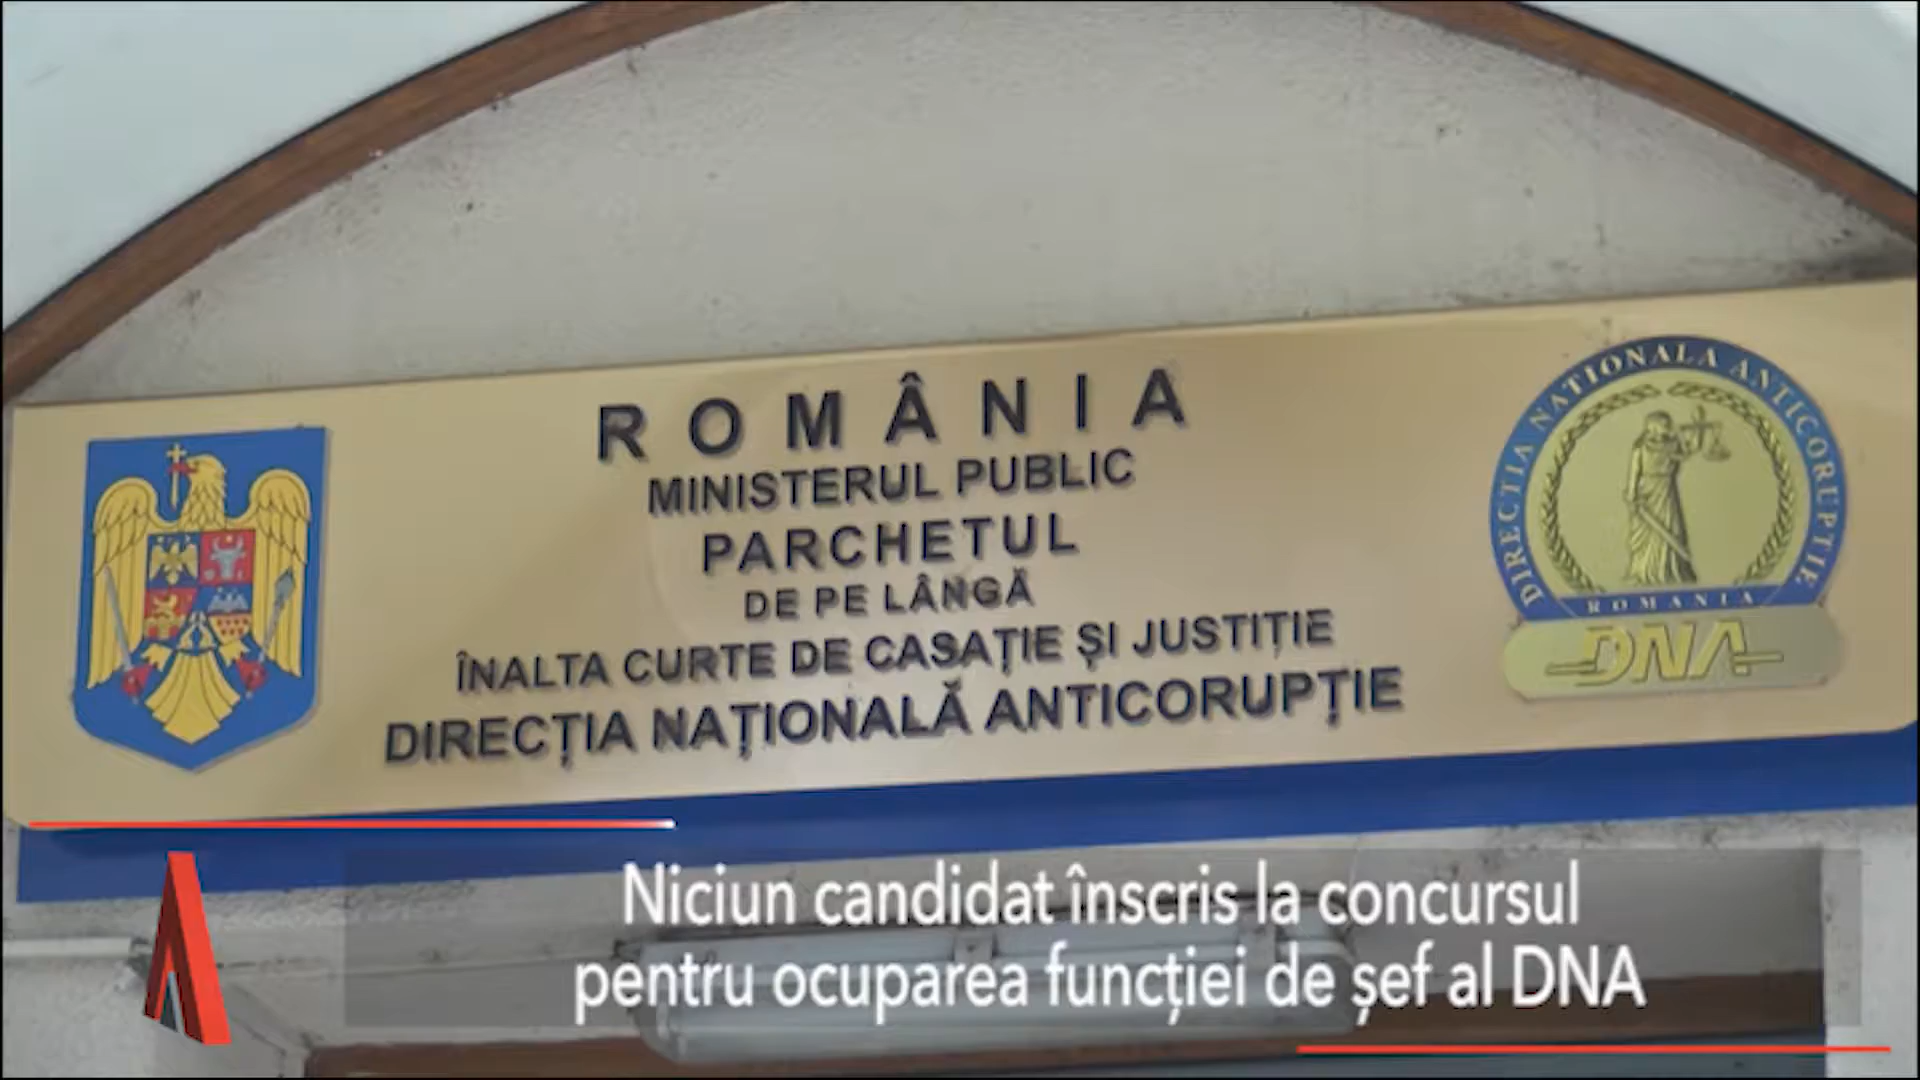 ROMÂNIA
MINISTERUL PUBLIC
PARCHETUL
DE PE LÂNGĂ
ÎNALTA CURTE DE CASAȚIE ȘI JUSTIȚIE
DIRECȚIA NAȚIONALĂ ANTICORUPȚIE
DIRECTIA NATIONALA ANTICORUPTIE
ROMANIA
DNA
Niciun candidat înscris la concursul
pentru ocuparea funcției de șef al DNA